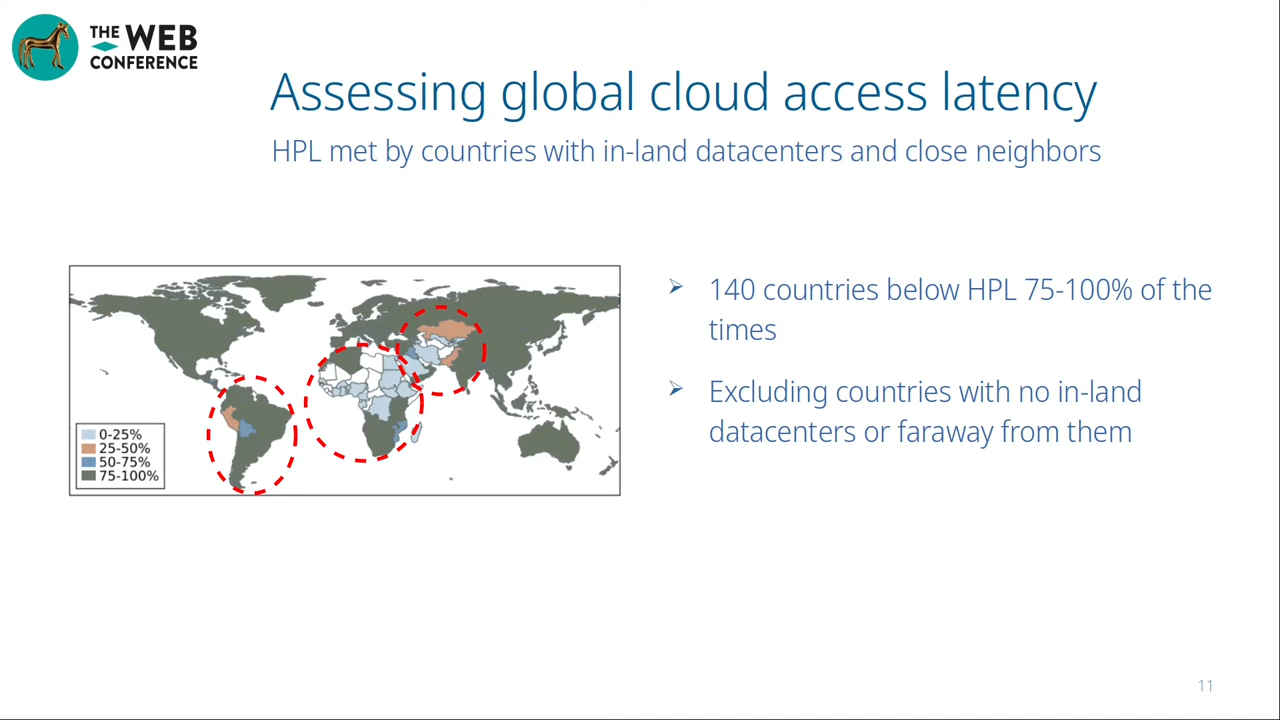 THE WEB
CONFERENCE
Assessing global cloud access latency
HPL met by countries with in-land datacenters and close neighbors
0-25%
25-50%
50-75%
75-100%
➢ 140 countries below HPL 75-100% of the
times
➢ Excluding countries with no in-land
datacenters or faraway from them
11